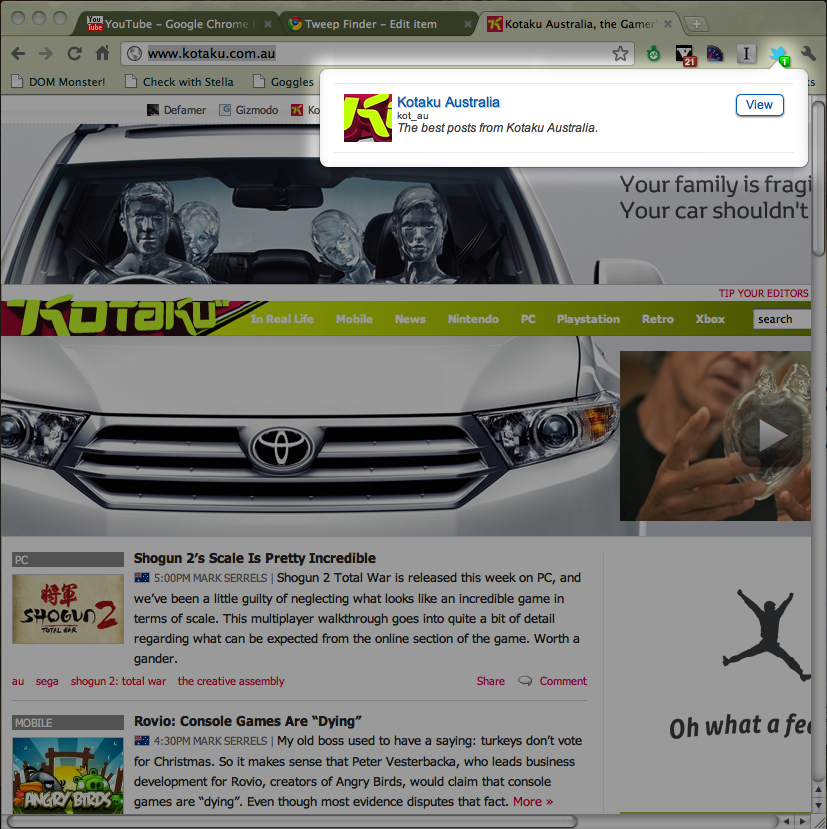 YouTube – Google Chrome E
Tweep Finder – Edit item
Kotaku Australia, the Gamer'
www.kotaku.com.au
21
I
1
DOM Monster!
Check with Stella
Goggles
ks
Kotaku Australia
kot_au
The best posts from Kotaku Australia.
View
Defamer
Gizmodo
Ko
Your family is fragi
Your car shouldn't
TIP YOUR EDITORS
KOTAKU
In Real Life
Mobile
News
Nintendo
PC
Playstation
Retro
Xbox
search
PC
Shogun 2's Scale Is Pretty Incredible
5:00PM MARK SERRELS | Shogun 2 Total War is released this week on PC, and
we've been a little guilty of neglecting what looks like an incredible game in
terms of scale. This multiplayer walkthrough goes into quite a bit of detail
regarding what can be expected from the online section of the game. Worth a
gander.
将軍
SHOGUN 2
TOTAL WAR
au sega shogun 2: total war the creative assembly
Share
Comment
MOBILE
Rovio: Console Games Are “Dying”
4:30PM MARK SERRELS | My old boss used to have a saying: turkeys don't vote
for Christmas. So it makes sense that Peter Vesterbacka, who leads business
development for Rovio, creators of Angry Birds, would claim that console
games are “dying”. Even though most evidence disputes that fact. More »
ANGRY BIRDS
Oh what a fee